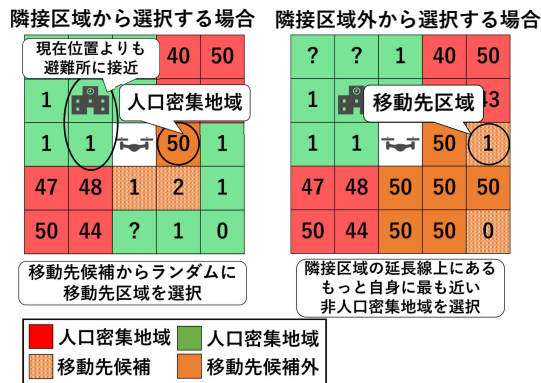 隣接区域から選択する場合
現在位置よりも
避難所に接近
40 50
1
人口密集地域
1 1 50 1
47 48 1 2 1
50 44 ? 1 0
移動先候補からランダムに
移動先区域を選択
隣接区域外から選択する場合
? ? 1 40 50
1
移動先区域
43
1 1 50 1
47 48 50 50 50
50 44 50 50 0
隣接区域の延長線上にある
もっと自身に最も近い
非人口密集地域を選択
人口密集地域
人口密集地域
移動先候補
移動先候補外